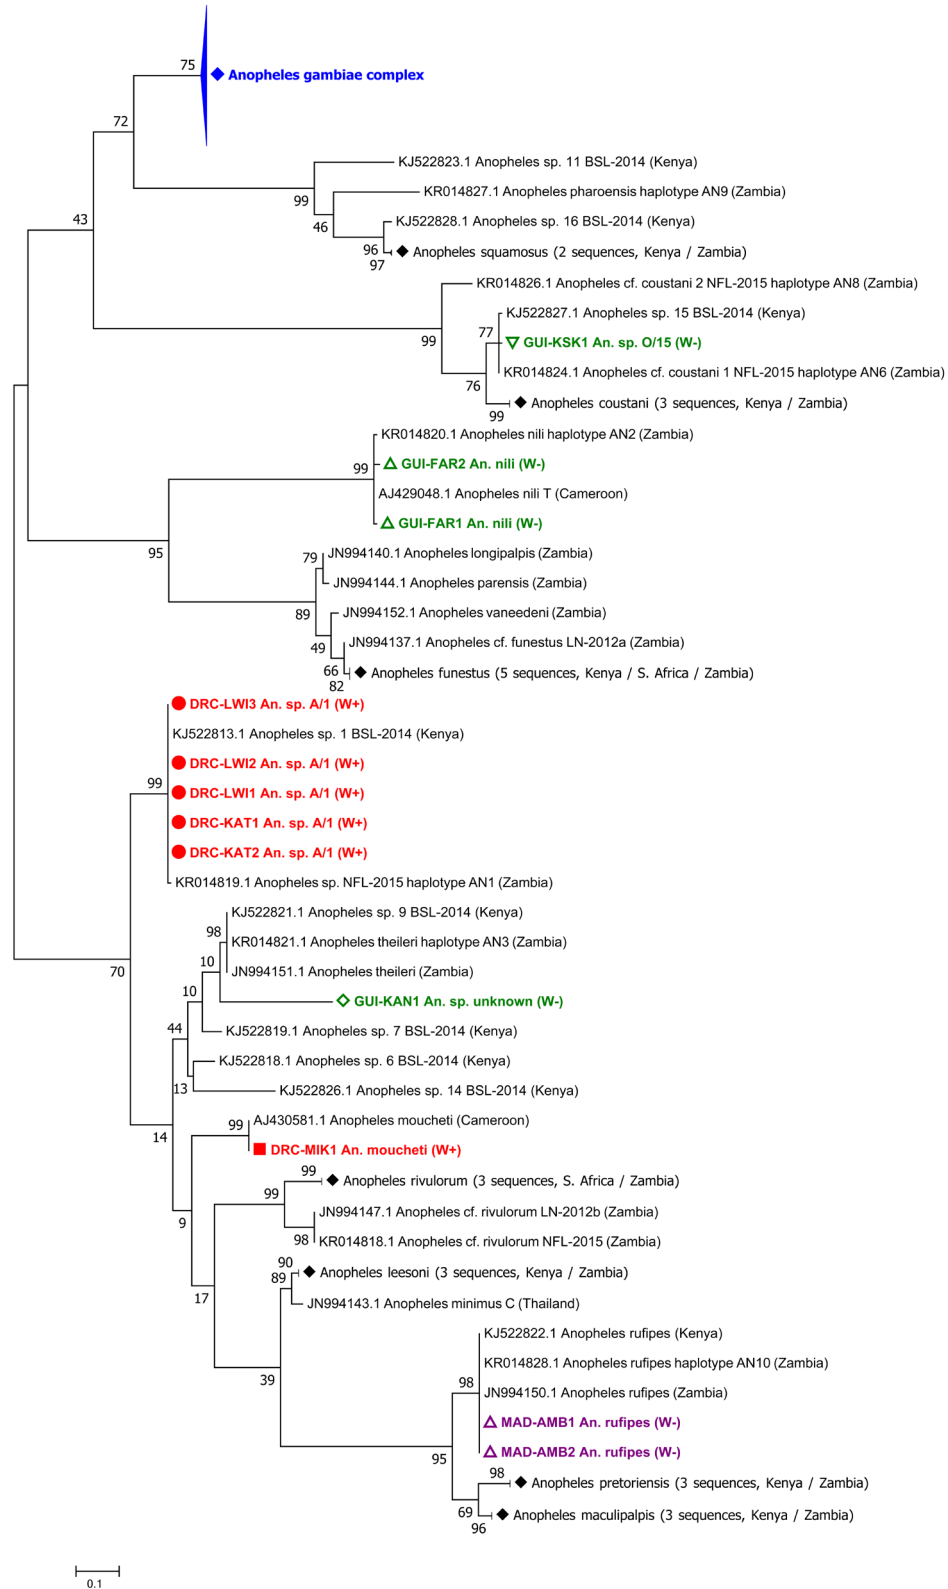 75
Anopheles gambiae complex
72
KJ522823.1 Anopheles sp. 11 BSL-2014 (Kenya)
99
KR014827.1 Anopheles pharoensis haplotype AN9 (Zambia)
43
46
KJ522828.1 Anopheles sp. 16 BSL-2014 (Kenya)
96
Anopheles squamosus (2 sequences, Kenya / Zambia)
97
KR014826.1 Anopheles cf. coustani 2 NFL-2015 haplotype AN8 (Zambia)
KJ522827.1 Anopheles sp. 15 BSL-2014 (Kenya)
77
99
GUI-KSK1 An. sp. O/15 (W-)
KR014824.1 Anopheles cf. coustani 1 NFL-2015 haplotype AN6 (Zambia)
76
Anopheles coustani (3 sequences, Kenya / Zambia)
99
KR014820.1 Anopheles nili haplotype AN2 (Zambia)
99
GUI-FAR2 An. nili (W-)
AJ429048.1 Anopheles nili T (Cameroon)
GUI-FAR1 An. nili (W-)
95
79
JN994140.1 Anopheles longipalpis (Zambia)
JN994144.1 Anopheles parensis (Zambia)
89
JN994152.1 Anopheles vaneedeni (Zambia)
49
JN994137.1 Anopheles cf. funestus LN-2012a (Zambia)
66
Anopheles funestus (5 sequences, Kenya / S. Africa / Zambia)
82
DRC-LWI3 An. sp. A/1 (W+)
KJ522813.1 Anopheles sp. 1 BSL-2014 (Kenya)
DRC-LWI2 An. sp. A/1 (W+)
99
DRC-LWI1 An. sp. A/1 (W+)
DRC-KAT1 An. sp. A/1 (W+)
DRC-KAT2 An. sp. A/1 (W+)
KR014819.1 Anopheles sp. NFL-2015 haplotype AN1 (Zambia)
KJ522821.1 Anopheles sp. 9 BSL-2014 (Kenya)
98
KR014821.1 Anopheles theileri haplotype AN3 (Zambia)
10
JN994151.1 Anopheles theileri (Zambia)
70
10
GUI-KAN1 An. sp. unknown (W-)
44
KJ522819.1 Anopheles sp. 7 BSL-2014 (Kenya)
KJ522818.1 Anopheles sp. 6 BSL-2014 (Kenya)
13
KJ522826.1 Anopheles sp. 14 BSL-2014 (Kenya)
99
AJ430581.1 Anopheles moucheti (Cameroon)
14
DRC-MIK1 An. moucheti (W+)
99
Anopheles rivulorum (3 sequences, S. Africa / Zambia)
99
JN994147.1 Anopheles cf. rivulorum LN-2012b (Zambia)
9
98
KR014818.1 Anopheles cf. rivulorum NFL-2015 (Zambia)
90
Anopheles leesoni (3 sequences, Kenya / Zambia)
89
17
JN994143.1 Anopheles minimus C (Thailand)
KJ522822.1 Anopheles rufipes (Kenya)
KR014828.1 Anopheles rufipes haplotype AN10 (Zambia)
39
98
JN994150.1 Anopheles rufipes (Zambia)
MAD-AMB1 An. rufipes (W-)
MAD-AMB2 An. rufipes (W-)
95
98
Anopheles pretoriensis (3 sequences, Kenya / Zambia)
69
Anopheles maculipalpis (3 sequences, Kenya / Zambia)
96
0.1